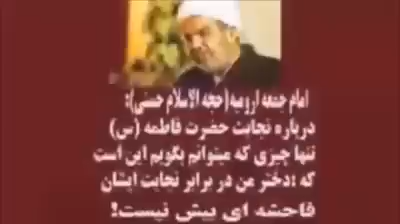 امام جمعه ارومیه(حجه الاسلام حسنی):
درباره نجابت حضرت فاطمه (س)
تنها چیزی که میتوانم بگویم این است
که :دختر من در برابر نجابت ایشان
فاحشه ای بیش نیست!